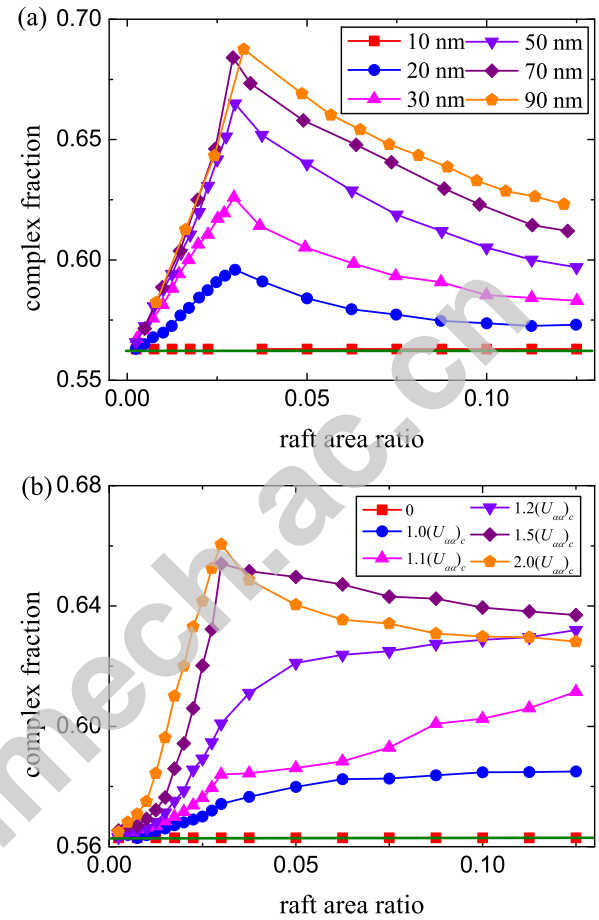 (a)
0.70
0.65
0.60
0.55
complex fraction
10 nm
20 nm
30 nm
50 nm
70 nm
90 nm
0.00
0.05
0.10
raft area ratio
(b)
0.68
0.64
0.60
0.56
complex fraction
0
1.0(Uαα)c
1.1(Uαα)c
1.2(Uαα)c
1.5(Uαα)c
2.0(Uαα)c
0.00
0.05
0.10
raft area ratio
mech.ac.cn